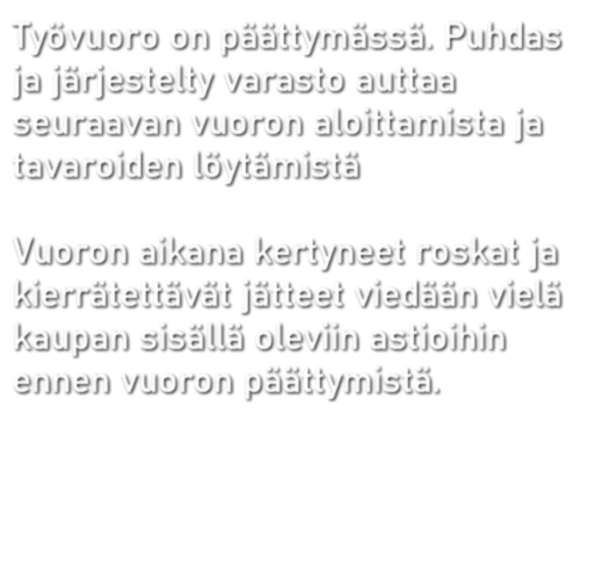 Työvuoro on päättymässä. Puhdas
ja järjestelty varasto auttaa
seuraavan vuoron aloittamista ja
tavaroiden löytämistä
Vuoron aikana kertyneet roskat ja
kierrätettävät jätteet viedään vielä
kaupan sisällä oleviin astioihin
ennen vuoron päättymistä.